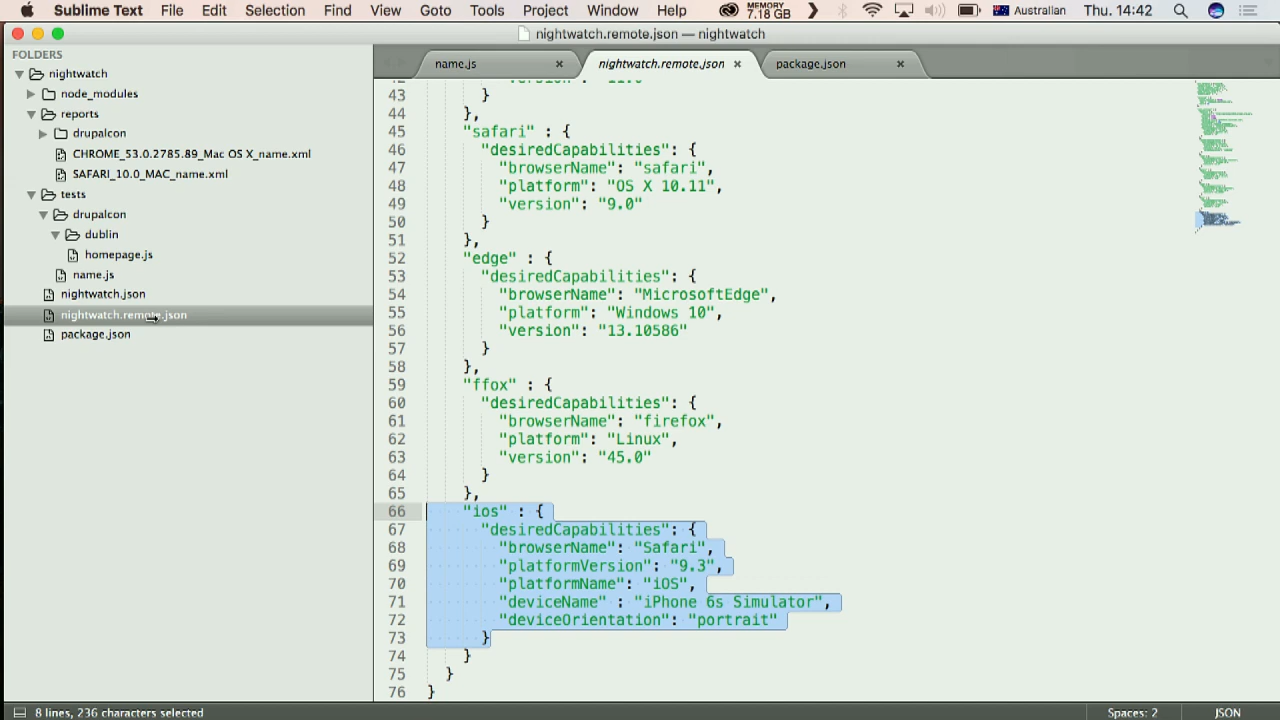 Sublime Text File Edit Selection Find View Goto Tools Project Window Help MEMORY 7.18 GB Australian Thu. 14:42
nightwatch.remote.json — nightwatch
FOLDERS
nightwatch
node_modules
reports
drupalcon
CHROME_53.0.2785.89_Mac OS X_name.xml
SAFARI_10.0_MAC_name.xml
tests
drupalcon
dublin
homepage.js
name.js
nightwatch.json
nightwatch.remote.json
package.json
name.js × nightwatch.remote.json × package.json ×
43 }
44 },
45 "safari" : {
46 "desiredCapabilities": {
47 "browserName": "safari",
48 "platform": "OS X 10.11",
49 "version": "9.0"
50 }
51 },
52 "edge" : {
53 "desiredCapabilities": {
54 "browserName": "MicrosoftEdge",
55 "platform": "Windows 10",
56 "version": "13.10586"
57 }
58 },
59 "ffox" : {
60 "desiredCapabilities": {
61 "browserName": "firefox",
62 "platform": "Linux",
63 "version": "45.0"
64 }
65 },
66 "ios" : {
67 "desiredCapabilities": {
68 "browserName": "Safari",
69 "platformVersion": "9.3",
70 "platformName": "iOS",
71 "deviceName" : "iPhone 6s Simulator",
72 "deviceOrientation": "portrait"
73 }
74 }
75 }
76 }
8 lines, 236 characters selected
Spaces: 2 JSON